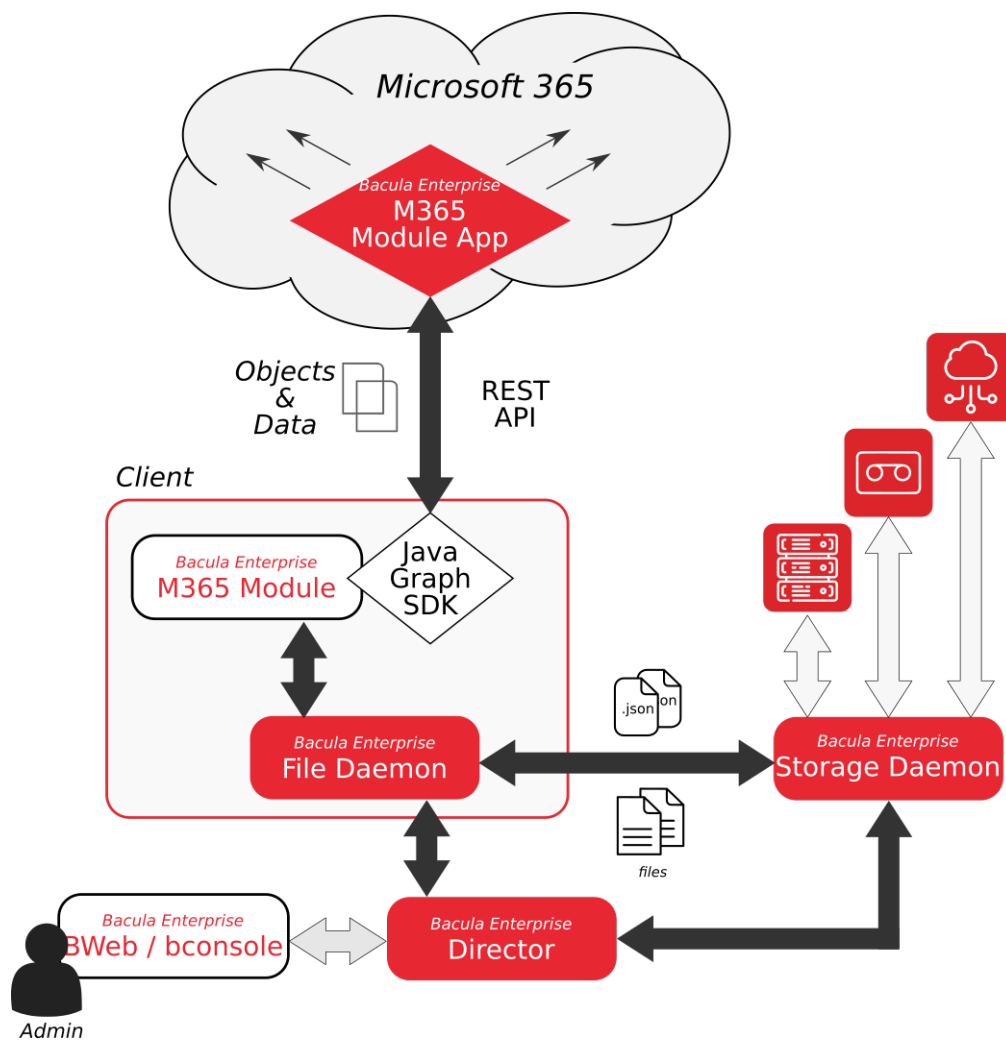 Microsoft 365
Bacula Enterprise
M365
Module App
Objects
&
Data
REST
API
Client
Bacula Enterprise
M365 Module
Java
Graph
SDK
.json
on
Bacula Enterprise
File Daemon
Bacula Enterprise
Storage Daemon
files
Bacula Enterprise
BWeb / bconsole
Bacula Enterprise
Director
Admin